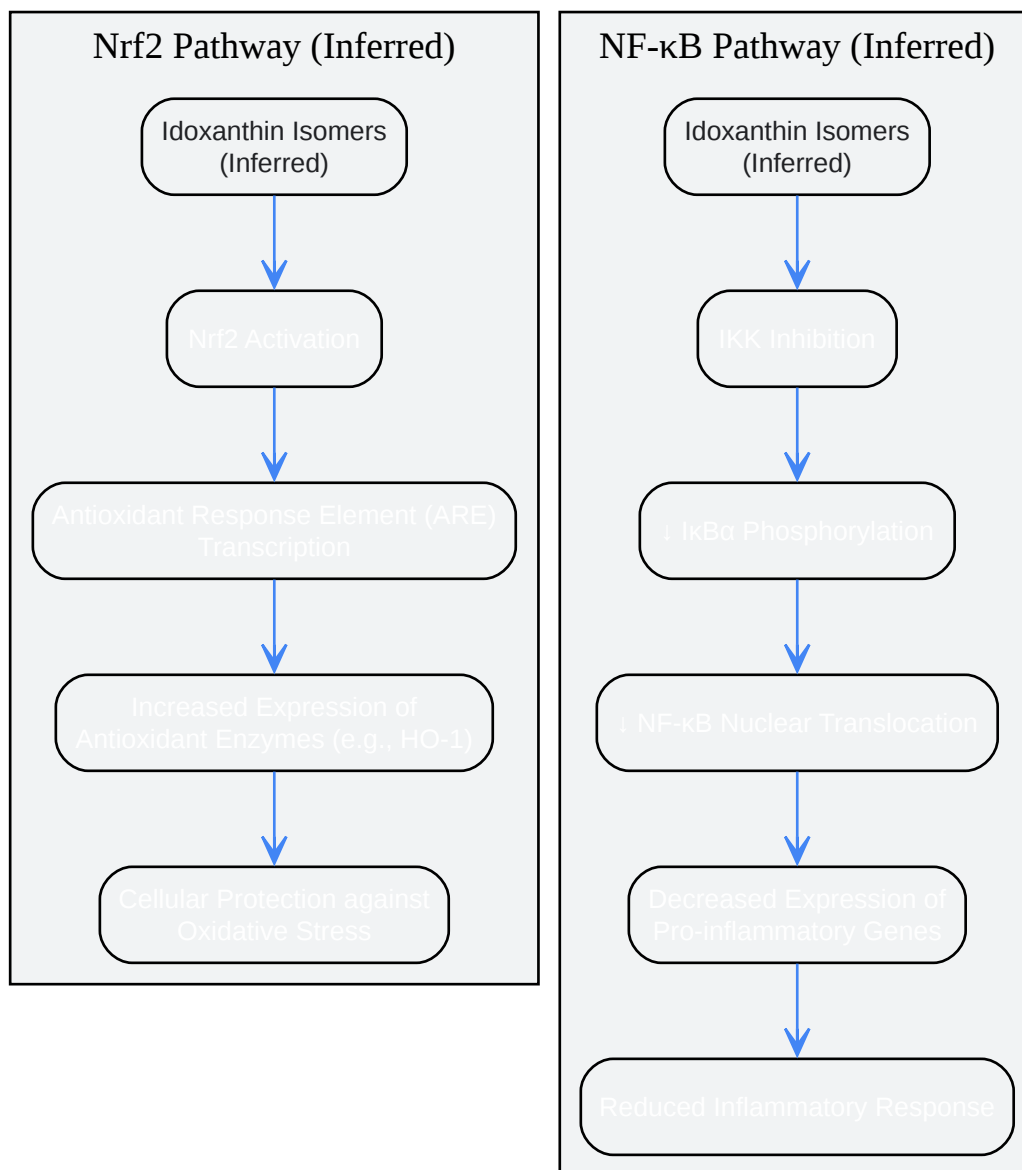 Nrf2 Pathway (Inferred)
Idoxanthin Isomers
(Inferred)
Nrf2 Activation
Antioxidant Response Element (ARE)
Transcription
Increased Expression of
Antioxidant Enzymes (e.g., HO-1)
Cellular Protection against
Oxidative Stress
NF-κB Pathway (Inferred)
Idoxanthin Isomers
(Inferred)
IKK Inhibition
↓ IκBα Phosphorylation
↓ NF-κB Nuclear Translocation
Decreased Expression of
Pro-inflammatory Genes
Reduced Inflammatory Response